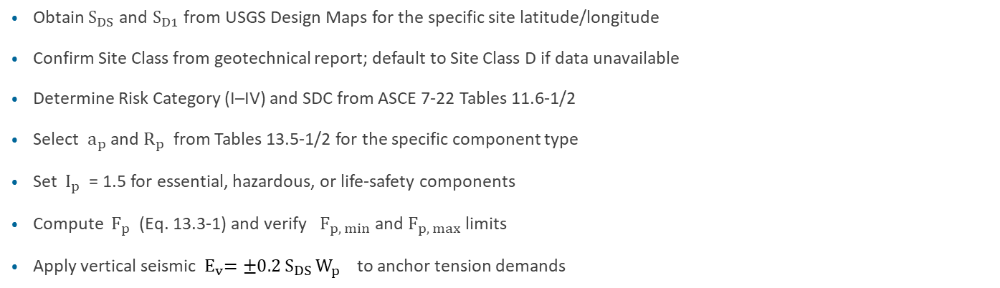 • Obtain S_DS and S_D1 from USGS Design Maps for the specific site latitude/longitude
• Confirm Site Class from geotechnical report; default to Site Class D if data unavailable
• Determine Risk Category (I–IV) and SDC from ASCE 7-22 Tables 11.6-1/2
• Select a_p and R_p from Tables 13.5-1/2 for the specific component type
• Set I_p = 1.5 for essential, hazardous, or life-safety components
• Compute F_p (Eq. 13.3-1) and verify F_p, min and F_p, max limits
• Apply vertical seismic E_v= ±0.2 S_DS W_p to anchor tension demands